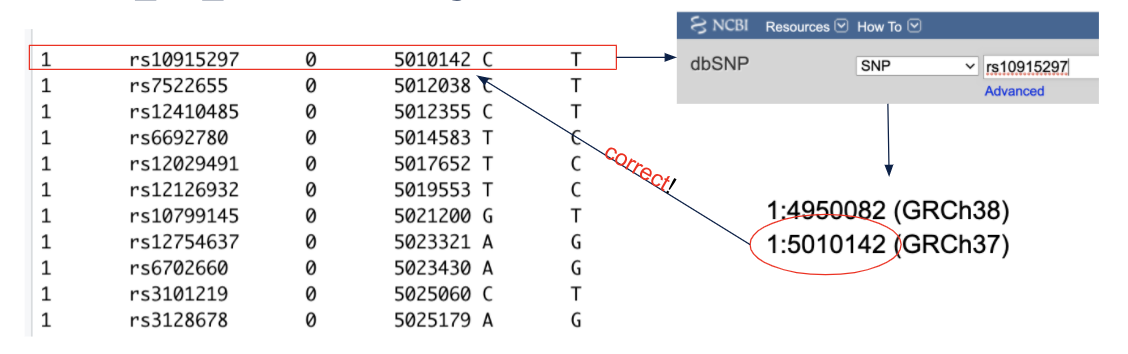 1 rs10915297 0 5010142 C T
1 rs7522655 0 5012038 C T
1 rs12410485 0 5012355 C T
1 rs6692780 0 5014583 T C
1 rs12029491 0 5017652 T C
1 rs12126932 0 5019553 T C
1 rs10799145 0 5021200 G T
1 rs12754637 0 5023321 A G
1 rs6702660 0 5023430 A G
1 rs3101219 0 5025060 C T
1 rs3128678 0 5025179 A G
correct!
NCBI Resources How To
dbSNP SNP rs10915297
Advanced
1:4950082 (GRCh38)
1:5010142 (GRCh37)